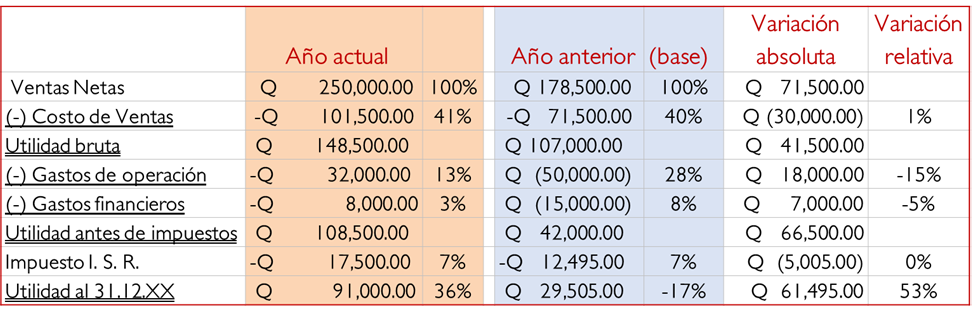 Variación Variación
Año actual Año anterior (base) absoluta relativa
Ventas Netas Q 250,000.00 100% Q 178,500.00 100% Q 71,500.00
(-) Costo de Ventas -Q 101,500.00 41% -Q 71,500.00 40% Q (30,000.00) 1%
Utilidad bruta Q 148,500.00 Q 107,000.00 Q 41,500.00
(-) Gastos de operación -Q 32,000.00 13% Q (50,000.00) 28% Q 18,000.00 -15%
(-) Gastos financieros -Q 8,000.00 3% Q (15,000.00) 8% Q 7,000.00 -5%
Utilidad antes de impuestos Q 108,500.00 Q 42,000.00 Q 66,500.00
Impuesto I. S. R. -Q 17,500.00 7% -Q 12,495.00 7% Q (5,005.00) 0%
Utilidad al 31.12.XX Q 91,000.00 36% Q 29,505.00 -17% Q 61,495.00 53%